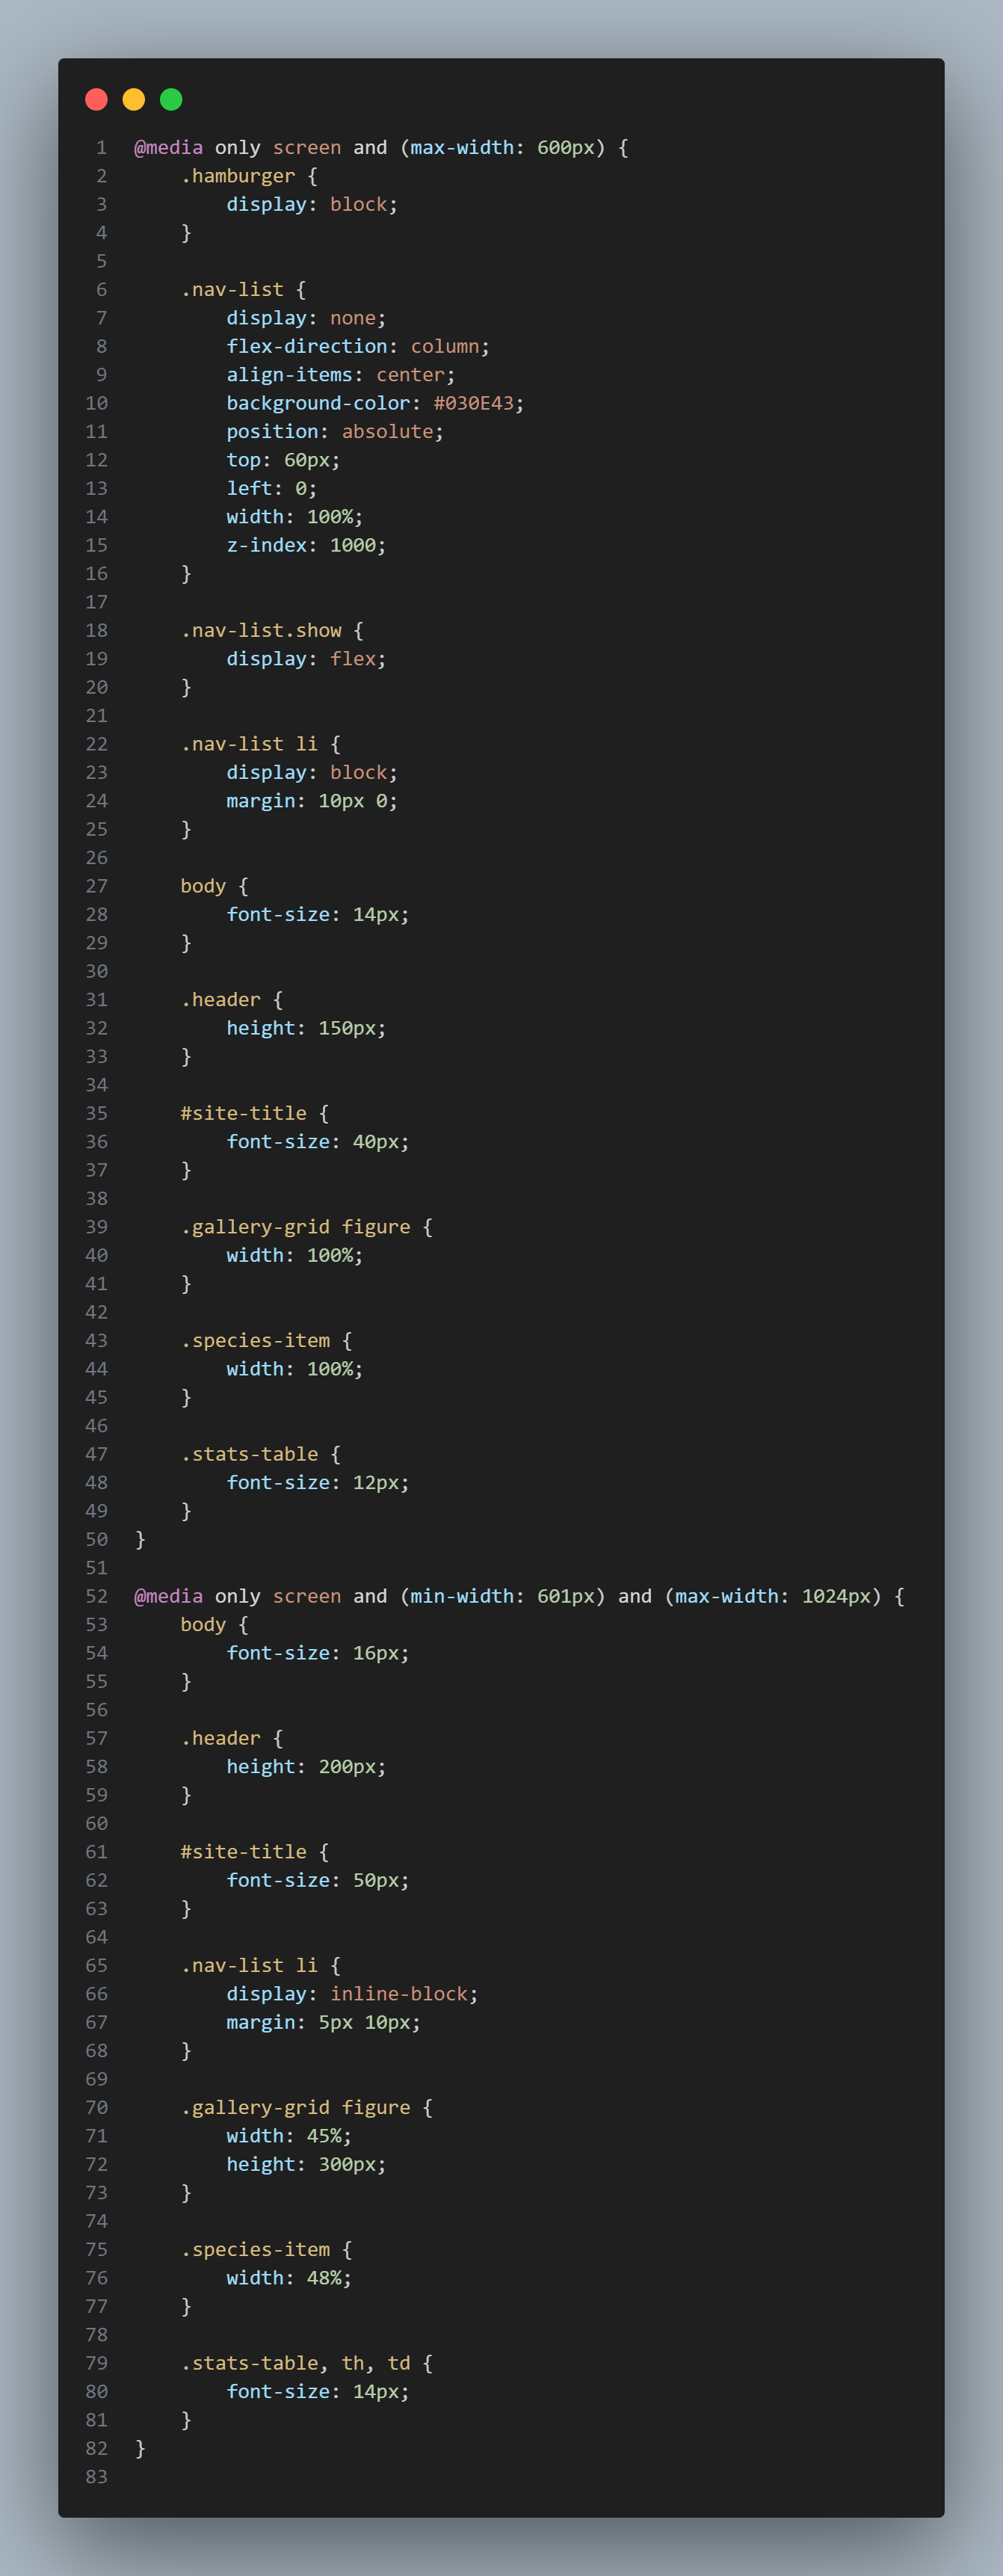 1 @media only screen and (max-width: 600px) {
2     .hamburger {
3         display: block;
4     }
5
6     .nav-list {
7         display: none;
8         flex-direction: column;
9         align-items: center;
10         background-color: #030E43;
11         position: absolute;
12         top: 60px;
13         left: 0;
14         width: 100%;
15         z-index: 1000;
16     }
17
18     .nav-list.show {
19         display: flex;
20     }
21
22     .nav-list li {
23         display: block;
24         margin: 10px 0;
25     }
26
27     body {
28         font-size: 14px;
29     }
30
31     .header {
32         height: 150px;
33     }
34
35     #site-title {
36         font-size: 40px;
37     }
38
39     .gallery-grid figure {
40         width: 100%;
41     }
42
43     .species-item {
44         width: 100%;
45     }
46
47     .stats-table {
48         font-size: 12px;
49     }
50 }
51
52 @media only screen and (min-width: 601px) and (max-width: 1024px) {
53     body {
54         font-size: 16px;
55     }
56
57     .header {
58         height: 200px;
59     }
60
61     #site-title {
62         font-size: 50px;
63     }
64
65     .nav-list li {
66         display: inline-block;
67         margin: 5px 10px;
68     }
69
70     .gallery-grid figure {
71         width: 45%;
72         height: 300px;
73     }
74
75     .species-item {
76         width: 48%;
77     }
78
79     .stats-table, th, td {
80         font-size: 14px;
81     }
82 }
83